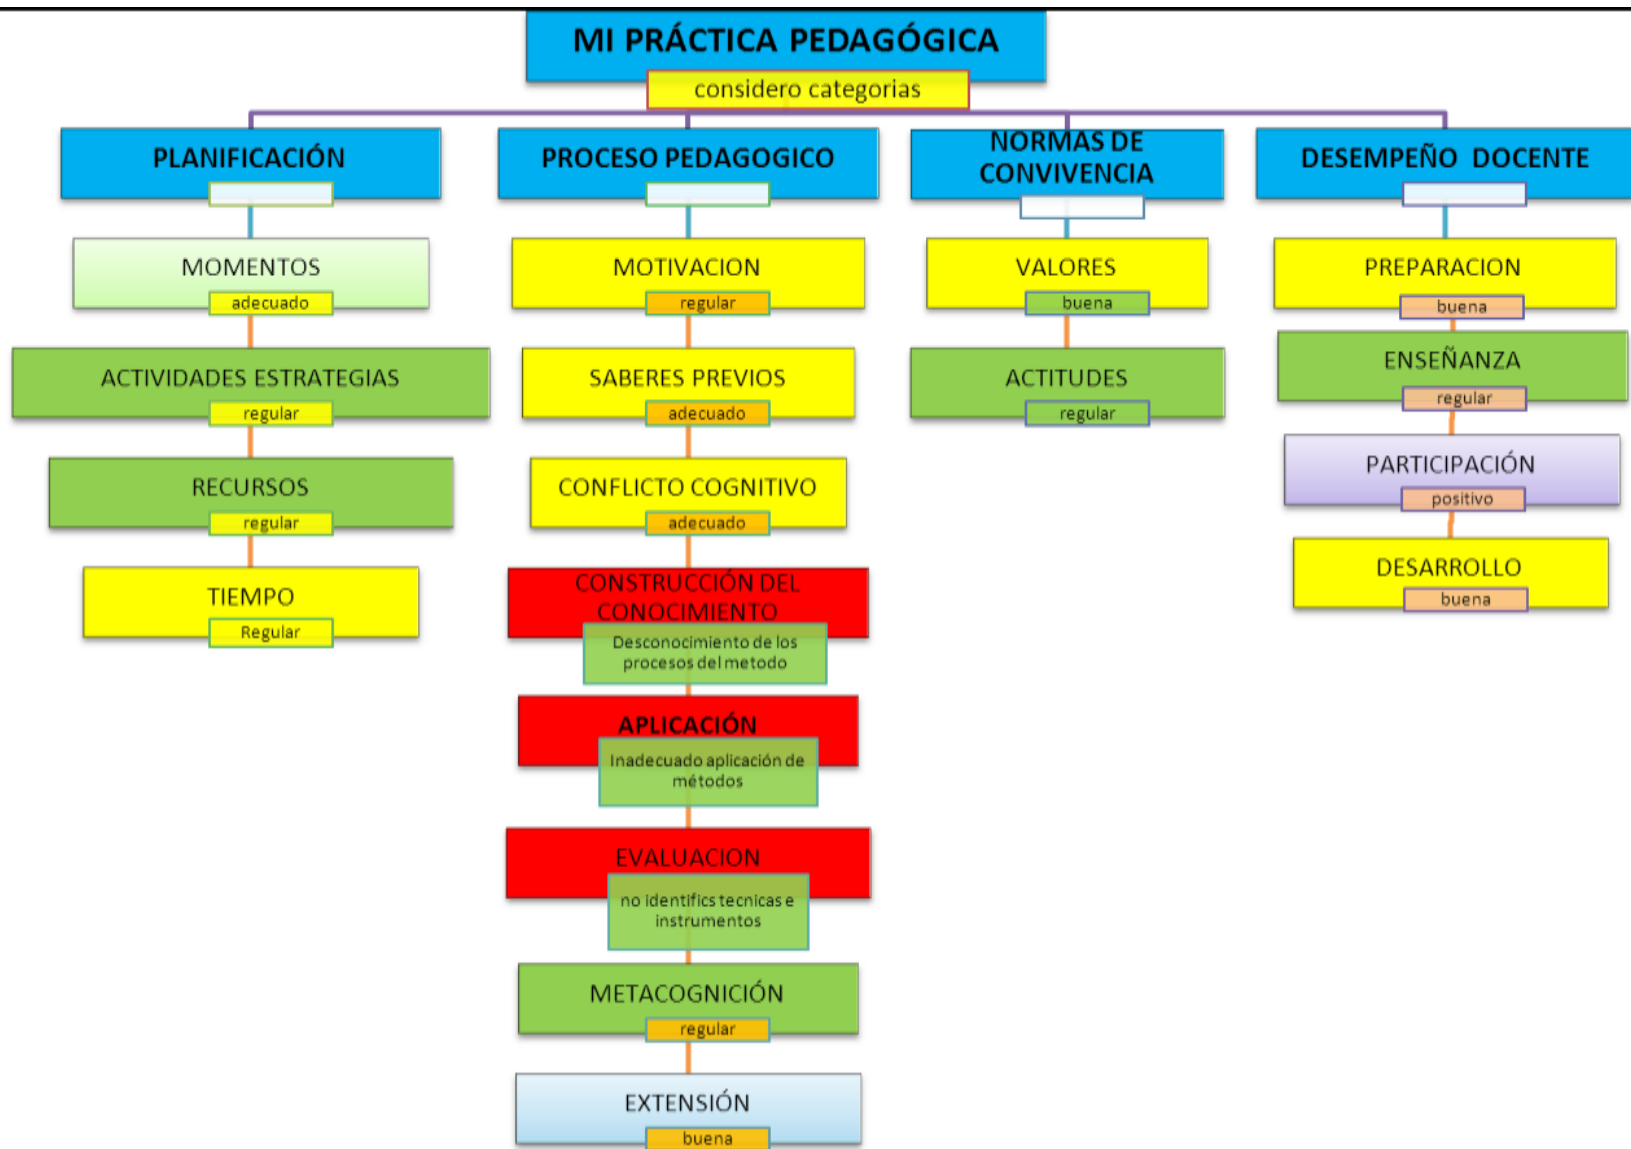 MI PRÁCTICA PEDAGÓGICA
considero categorias
PLANIFICACIÓN
MOMENTOS
adecuado
ACTIVIDADES ESTRATEGIAS
regular
RECURSOS
regular
TIEMPO
Regular
PROCESO PEDAGOGICO
MOTIVACION
regular
SABERES PREVIOS
adecuado
CONFLICTO COGNITIVO
adecuado
CONSTRUCCIÓN DEL
CONOCIMIENTO
Desconocimiento de los
procesos del metodo
APLICACIÓN
Inadecuado aplicación de
métodos
EVALUACION
no identifics tecnicas e
instrumentos
METACOGNICIÓN
regular
EXTENSIÓN
buena
NORMAS DE
CONVIVENCIA
VALORES
buena
ACTITUDES
regular
DESEMPEÑO DOCENTE
PREPARACION
buena
ENSEÑANZA
regular
PARTICIPACIÓN
positivo
DESARROLLO
buena